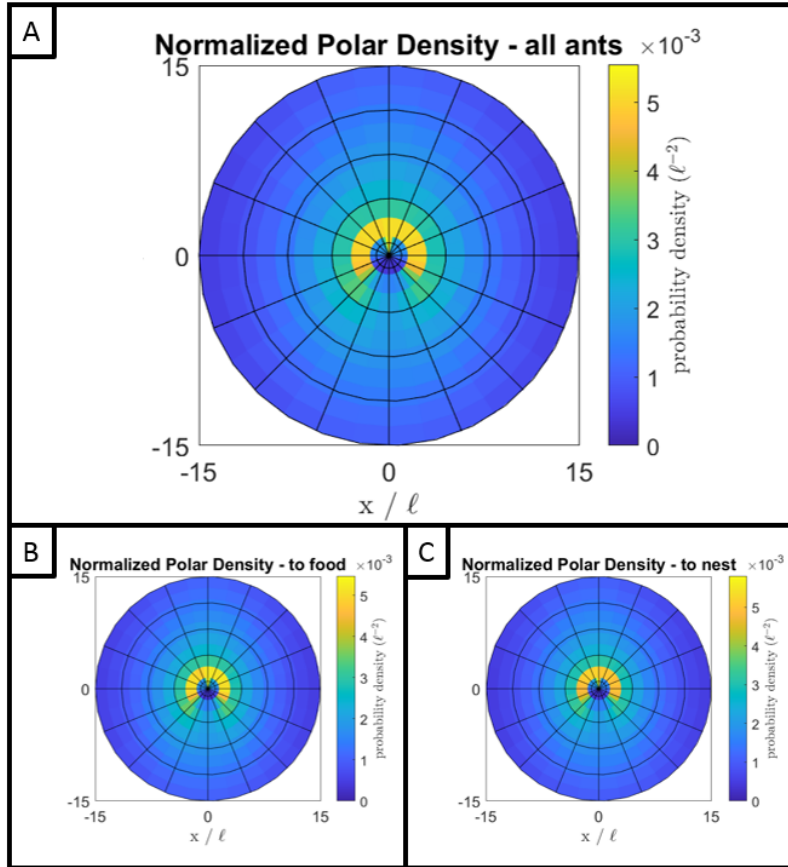 A
Normalized Polar Density - all ants ×10⁻³
15
0
-15
-15 0 15
x / ℓ
5
4
3
2
1
0
probability density (ℓ⁻²)
B
Normalized Polar Density - to food ×10⁻³
15
0
-15
-15 0 15
x / ℓ
5
4
3
2
1
0
probability density (ℓ⁻²)
C
Normalized Polar Density - to nest ×10⁻³
15
0
-15
-15 0 15
x / ℓ
5
4
3
2
1
0
probability density (ℓ⁻²)